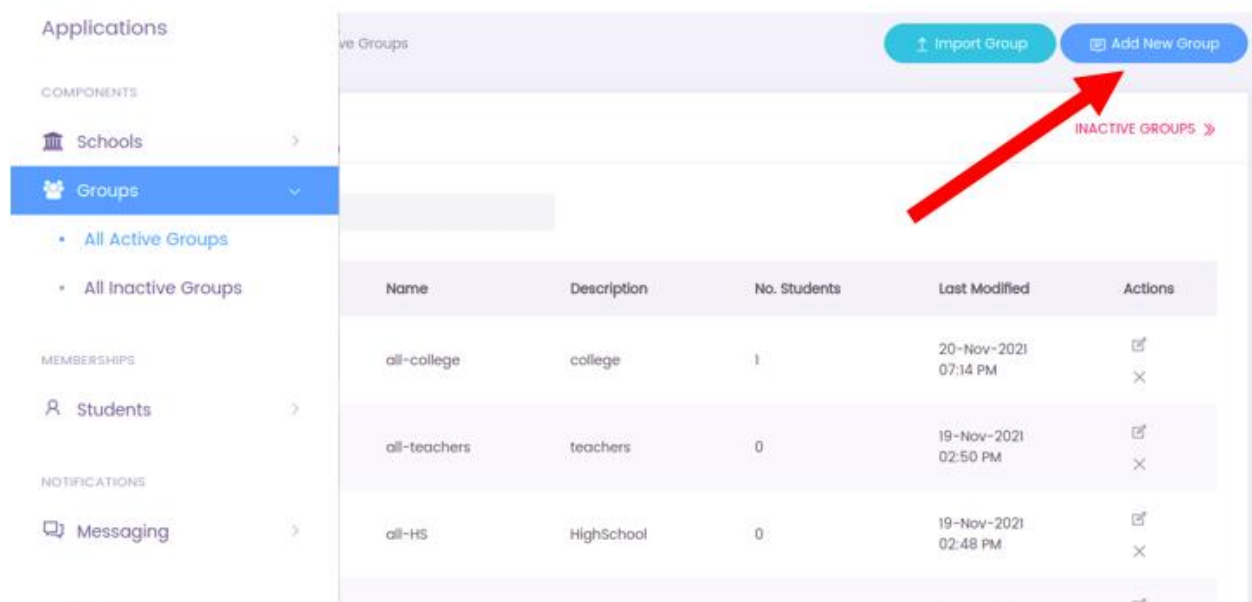 Applications
ve Groups
Import Group
Add New Group
COMPONENTS
INACTIVE GROUPS
Schools
Groups
All Active Groups
All Inactive Groups
Name Description No. Students Last Modified Actions
MEMBERSHIPS
all-college college 1 20-Nov-2021
07:14 PM
Students
all-teachers teachers 0 19-Nov-2021
02:50 PM
NOTIFICATIONS
Messaging
all-HS HighSchool 0 19-Nov-2021
02:48 PM